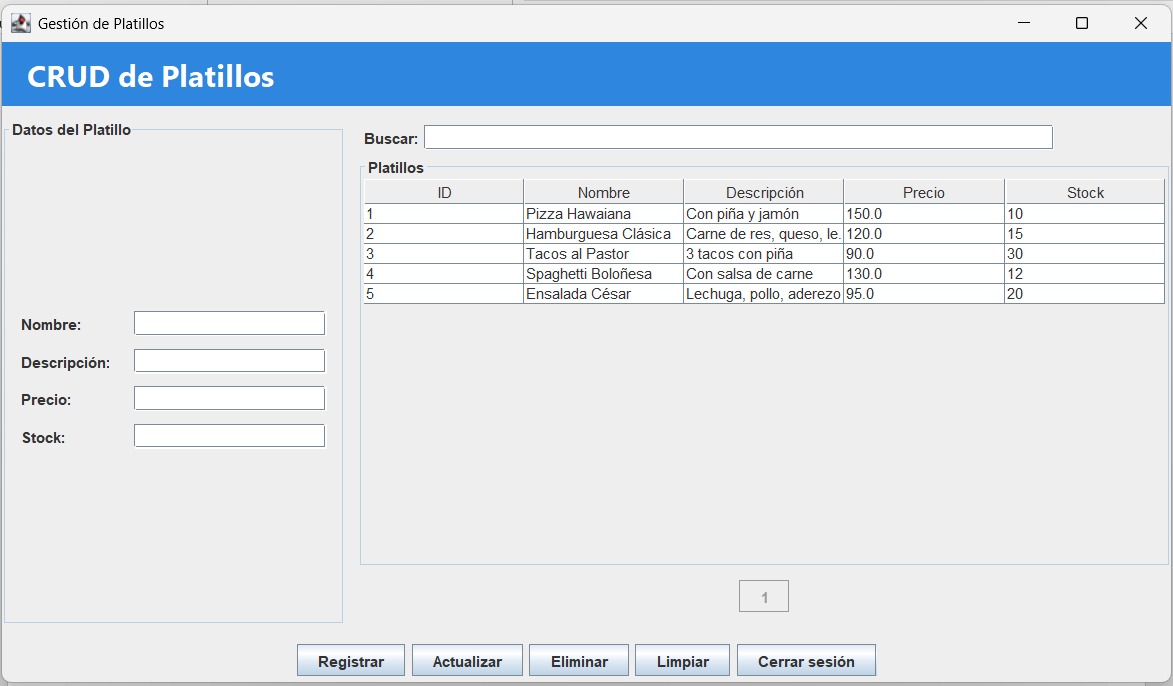 Gestión de Platillos
CRUD de Platillos
Datos del Platillo
Nombre:
Descripción:
Precio:
Stock:
Buscar:
Platillos
ID Nombre Descripción Precio Stock
1 Pizza Hawaiana Con piña y jamón 150.0 10
2 Hamburguesa Clásica Carne de res, queso, le. 120.0 15
3 Tacos al Pastor 3 tacos con piña 90.0 30
4 Spaghetti Boloñesa Con salsa de carne 130.0 12
5 Ensalada César Lechuga, pollo, aderezo 95.0 20
1
Registrar Actualizar Eliminar Limpiar Cerrar sesión